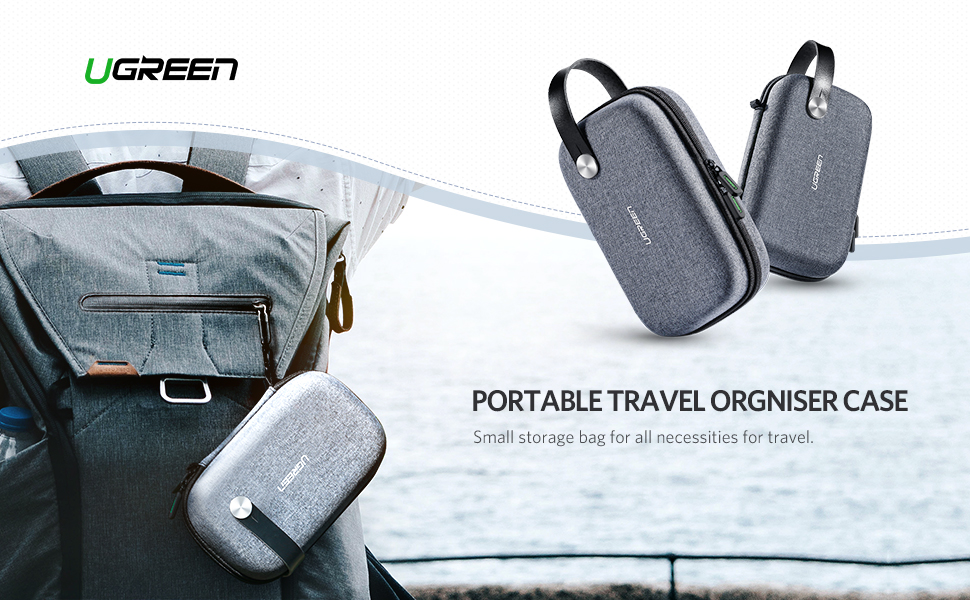 UGREEN
UGREEN
UGREEN
PORTABLE TRAVEL ORGNISER CASE
Small storage bag for all necessities for travel.
UGREEN